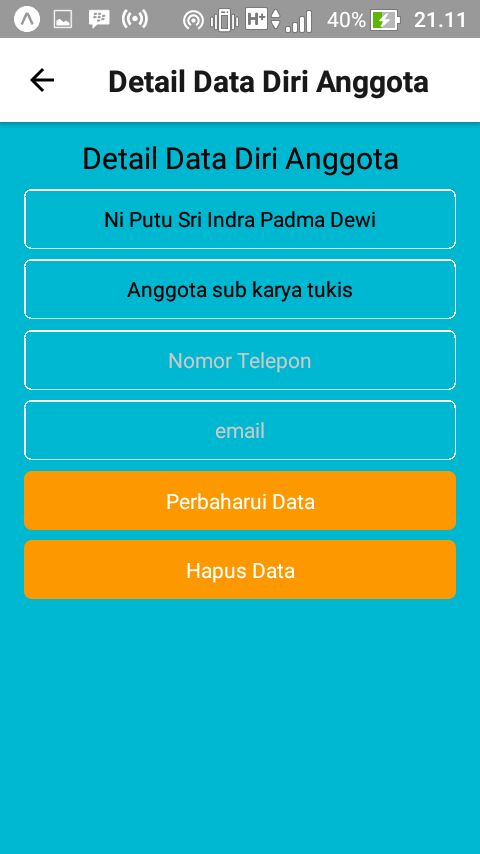 H+ 40% 21.11
Detail Data Diri Anggota
Detail Data Diri Anggota
Ni Putu Sri Indra Padma Dewi
Anggota sub karya tukis
Nomor Telepon
email
Perbaharui Data
Hapus Data